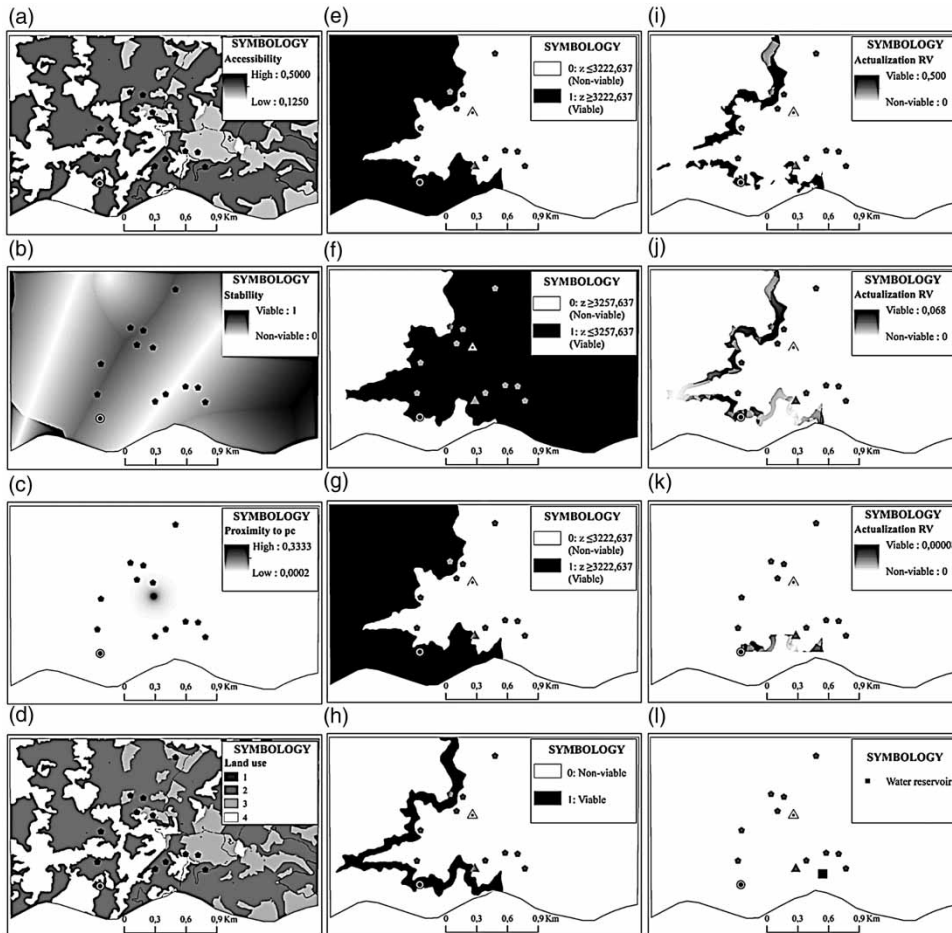 (a)
SYMBOLOGY
Accessibility
High : 0,5000
Low : 0,1250
0 0,3 0,6 0,9 Km
(b)
SYMBOLOGY
Stability
Viable : 1
Non-viable : 0
0 0,3 0,6 0,9 Km
(c)
SYMBOLOGY
Proximity to pc
High : 0,3333
Low : 0,0002
0 0,3 0,6 0,9 Km
(d)
SYMBOLOGY
Land use
1
2
3
4
0 0,3 0,6 0,9 Km
(e)
SYMBOLOGY
0: z ≤3222,637
(Non-viable)
1: z ≥3222,637
(Viable)
0 0,3 0,6 0,9 Km
(f)
SYMBOLOGY
0: z ≥3257,637
(Non-viable)
1: z ≤3257,637
(Viable)
0 0,3 0,6 0,9 Km
(g)
SYMBOLOGY
0: z ≤3222,637
(Non-viable)
1: z ≥3222,637
(Viable)
0 0,3 0,6 0,9 Km
(h)
SYMBOLOGY
0: Non-viable
1: Viable
0 0,3 0,6 0,9 Km
(i)
SYMBOLOGY
Actualization RV
Viable : 0,500
Non-viable : 0
0 0,3 0,6 0,9 Km
(j)
SYMBOLOGY
Actualization RV
Viable : 0,068
Non-viable : 0
0 0,3 0,6 0,9 Km
(k)
SYMBOLOGY
Actualization RV
Viable : 0,0000
Non-viable : 0
0 0,3 0,6 0,9 Km
(l)
SYMBOLOGY
Water reservoir
0 0,3 0,6 0,9 Km